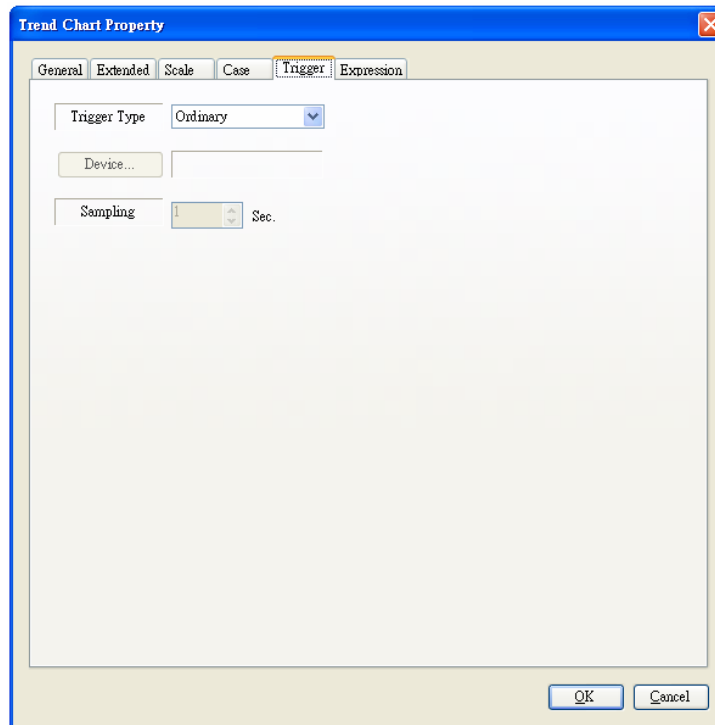 Trend Chart Property
General Extended Scale Case Trigger Expression
Trigger Type Ordinary
Device...
Sampling 1 Sec.
OK Cancel